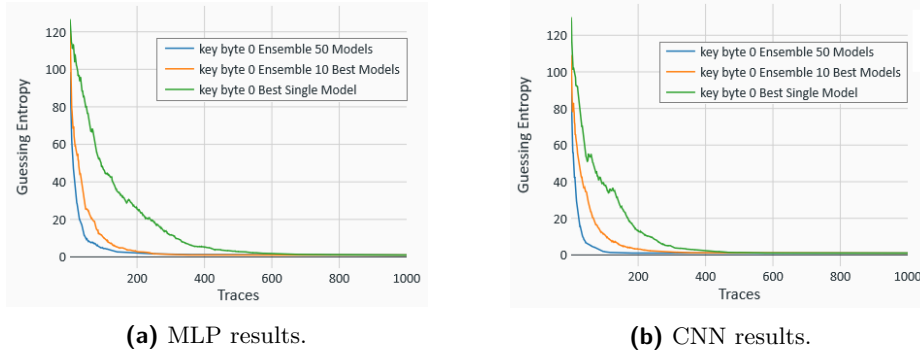 120
100
80
60
40
20
0
Guessing Entropy
key byte 0 Ensemble 50 Models
key byte 0 Ensemble 10 Best Models
key byte 0 Best Single Model
200
400
600
800
1000
Traces
(a) MLP results.
120
100
80
60
40
20
0
Guessing Entropy
key byte 0 Ensemble 50 Models
key byte 0 Ensemble 10 Best Models
key byte 0 Best Single Model
200
400
600
800
1000
Traces
(b) CNN results.